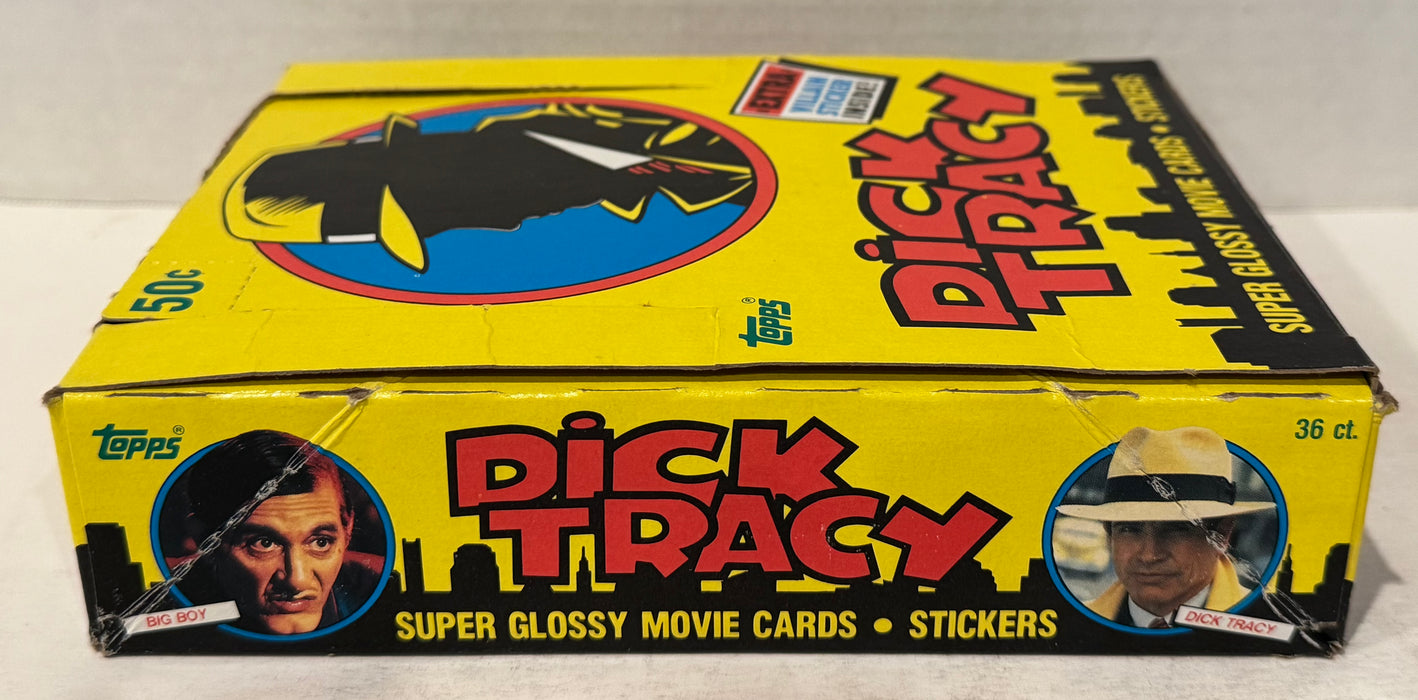 EXTRA!
VILLAIN
STICKER
INSIDE!
DICK
TRACY
SUPER GLOSSY MOVIE CARDS • STICKERS
50¢
topps®
topps®
DICK
TRACY
36 ct.
BIG BOY
DICK TRACY
SUPER GLOSSY MOVIE CARDS • STICKERS